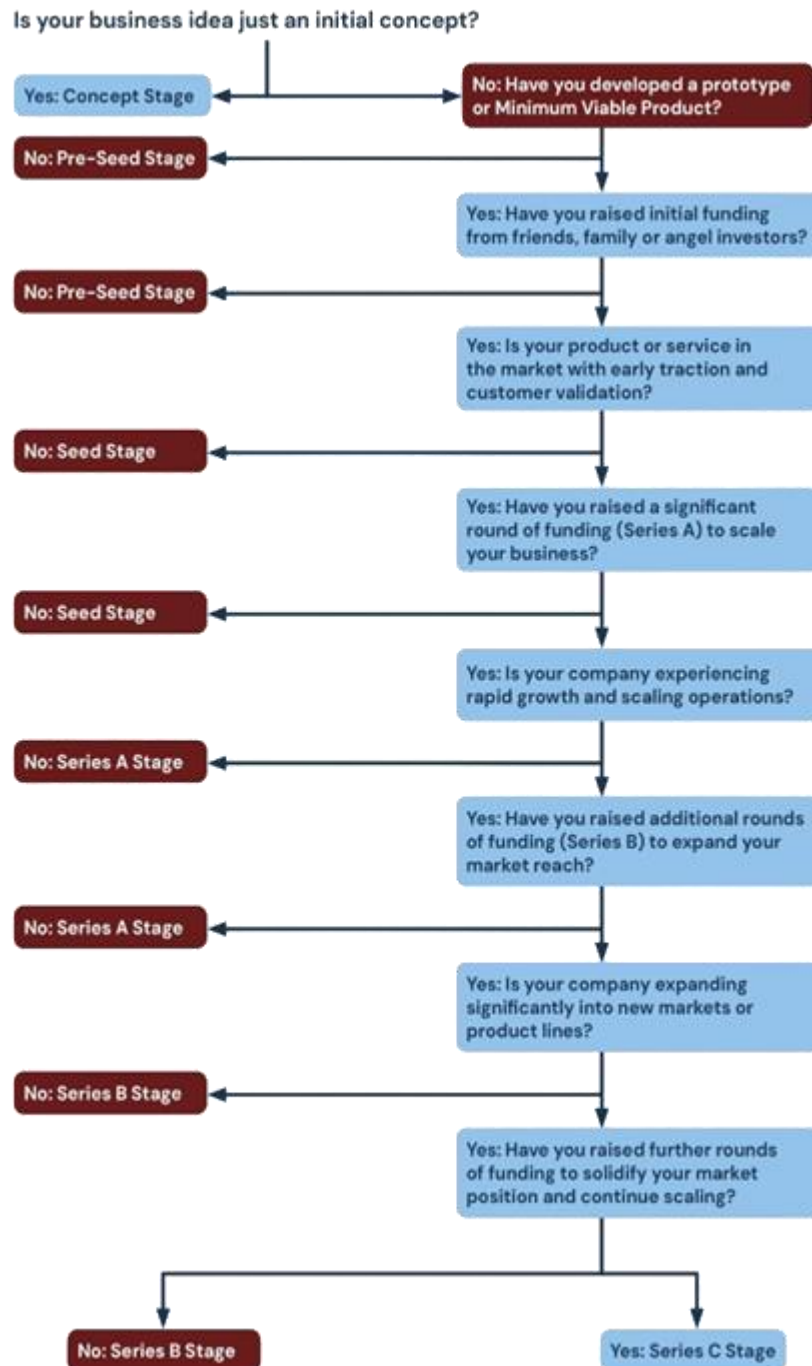 Is your business idea just an initial concept?
Yes: Concept Stage
No: Have you developed a prototype
or Minimum Viable Product?
No: Pre-Seed Stage
Yes: Have you raised initial funding
from friends, family or angel investors?
No: Pre-Seed Stage
Yes: Is your product or service in
the market with early traction and
customer validation?
No: Seed Stage
Yes: Have you raised a significant
round of funding (Series A) to scale
your business?
No: Seed Stage
Yes: Is your company experiencing
rapid growth and scaling operations?
No: Series A Stage
Yes: Have you raised additional rounds
of funding (Series B) to expand your
market reach?
No: Series A Stage
Yes: Is your company expanding
significantly into new markets or
product lines?
No: Series B Stage
Yes: Have you raised further rounds
of funding to solidify your market
position and continue scaling?
No: Series B Stage
Yes: Series C Stage